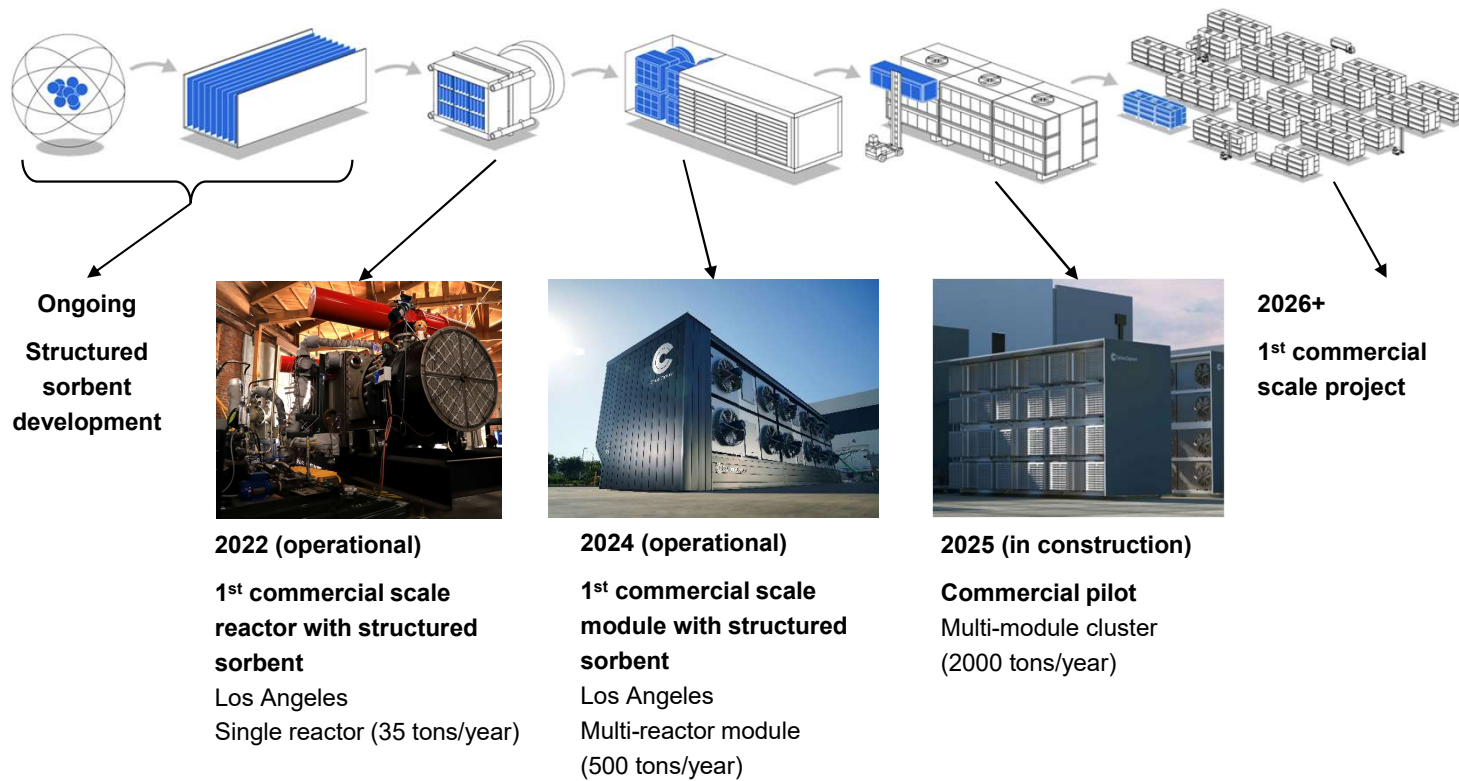 Ongoing
Structured
sorbent
development
2022 (operational)
1st commercial scale
reactor with structured
sorbent
Los Angeles
Single reactor (35 tons/year)
2024 (operational)
1st commercial scale
module with structured
sorbent
Los Angeles
Multi-reactor module
(500 tons/year)
2025 (in construction)
Commercial pilot
Multi-module cluster
(2000 tons/year)
2026+
1st commercial
scale project